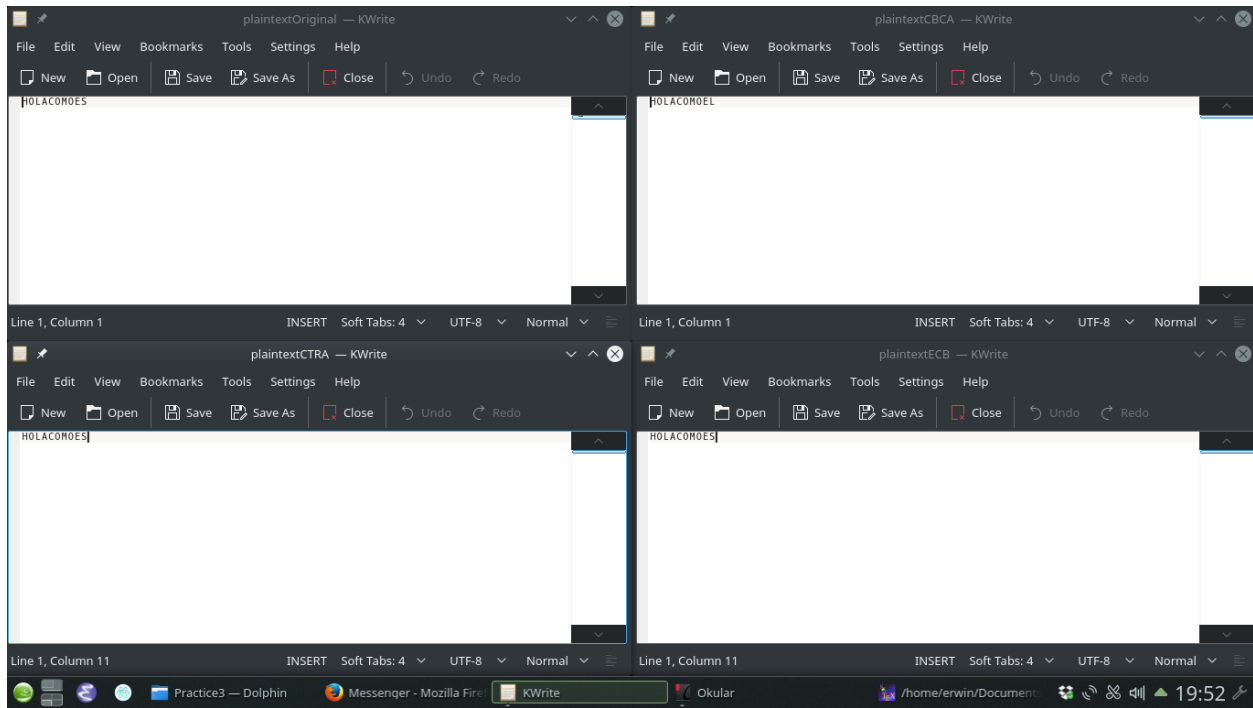 plaintextOriginal — KWrite
File Edit View Bookmarks Tools Settings Help
New Open Save Save As Close Undo Redo
HOLACOMOES
Line 1, Column 1 INSERT Soft Tabs: 4 UTF-8 Normal
plaintextCBCA — KWrite
File Edit View Bookmarks Tools Settings Help
New Open Save Save As Close Undo Redo
HOLACOMOEL
Line 1, Column 1 INSERT Soft Tabs: 4 UTF-8 Normal
plaintextCTRA — KWrite
File Edit View Bookmarks Tools Settings Help
New Open Save Save As Close Undo Redo
HOLACOMOES
Line 1, Column 11 INSERT Soft Tabs: 4 UTF-8 Normal
plaintextECB — KWrite
File Edit View Bookmarks Tools Settings Help
New Open Save Save As Close Undo Redo
HOLACOMOES
Line 1, Column 11 INSERT Soft Tabs: 4 UTF-8 Normal
Practice3 — Dolphin Messenger - Mozilla Fire KWrite Okular /home/erwin/Document 19:52